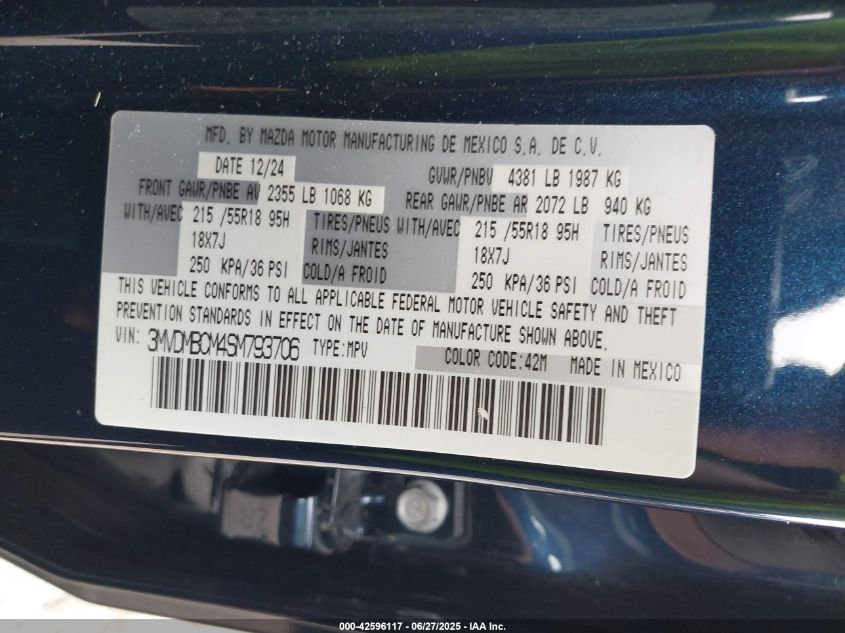 MFD. BY MAZDA MOTOR MANUFACTURING DE MEXICO S.A. DE C.V.
DATE 12/24 GVWR/PNBV 4381 LB 1987 KG
FRONT GAWR/PNBE AV 2355 LB 1068 KG REAR GAWR/PNBE AR 2072 LB 940 KG
WITH/AVEC 215 /55R18 95H TIRES/PNEUS WITH/AVEC 215 /55R18 95H TIRES/PNEUS
18X7J RIMS/JANTES 18X7J RIMS/JANTES
250 KPA/36 PSI COLD/A FROID 250 KPA/36 PSI COLD/A FROID
THIS VEHICLE CONFORMS TO ALL APPLICABLE FEDERAL MOTOR VEHICLE SAFETY AND THEFT
PREVENTION STANDARDS IN EFFECT ON THE DATE OF MANUFACTURE SHOWN ABOVE.
VIN: 3MVDMBCM4SM793706 TYPE:MPV COLOR CODE:42M MADE IN MEXICO
ZR
000-42596117 - 06/27/2025 - IAA Inc.